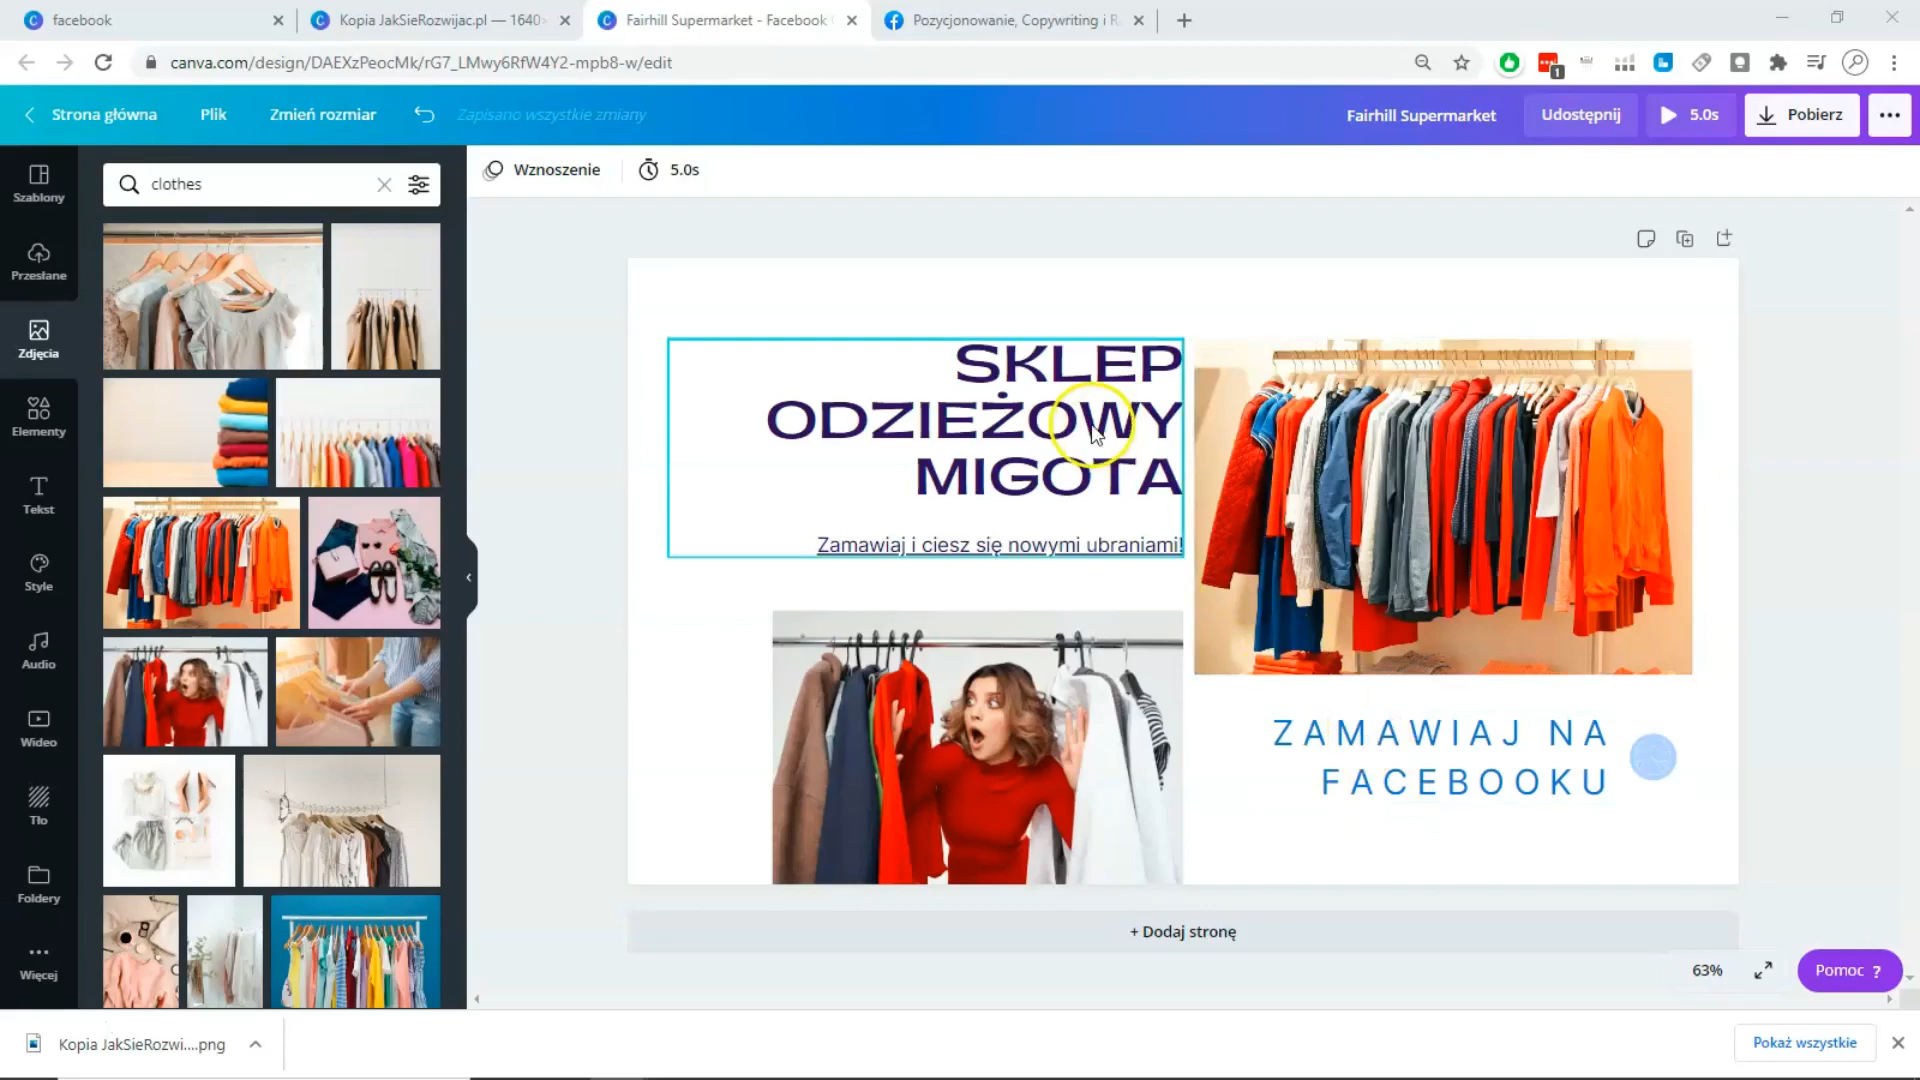 facebook
Kopia JakSieRozwijac.pl — 1640
Fairhill Supermarket - Facebook
Pozycjonowanie, Copywriting i R
canva.com/design/DAEXzPeocMk/rG7_LMwy6RfW4Y2-mpb8-w/edit
1
Strona główna
Plik
Zmień rozmiar
Zapisano wszystkie zmiany
Fairhill Supermarket
Udostępnij
5.0s
Pobierz
Szablony
Przesłane
Zdjęcia
Elementy
Tekst
Style
Audio
Wideo
Tło
Foldery
Więcej
clothes
Wznoszenie
5.0s
SKLEP
ODZIEŻOWY
MIGOTA
Zamawiaj i ciesz się nowymi ubraniami!
ZAMAWIAJ NA
FACEBOOKU
+ Dodaj stronę
63%
Pomoc ?
Kopia JakSieRozwi....png
Pokaż wszystkie